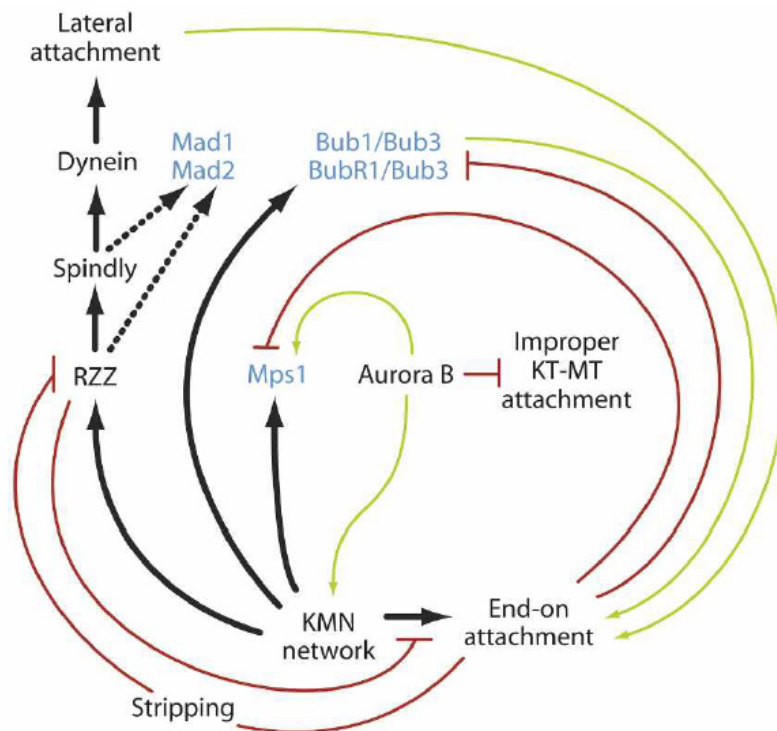 Lateral
attachment
Dynein
Mad1
Mad2
Bub1/Bub3
BubR1/Bub3
Spindly
RZZ
Mps1
Aurora B
Improper
KT-MT
attachment
KMN
network
End-on
attachment
Stripping